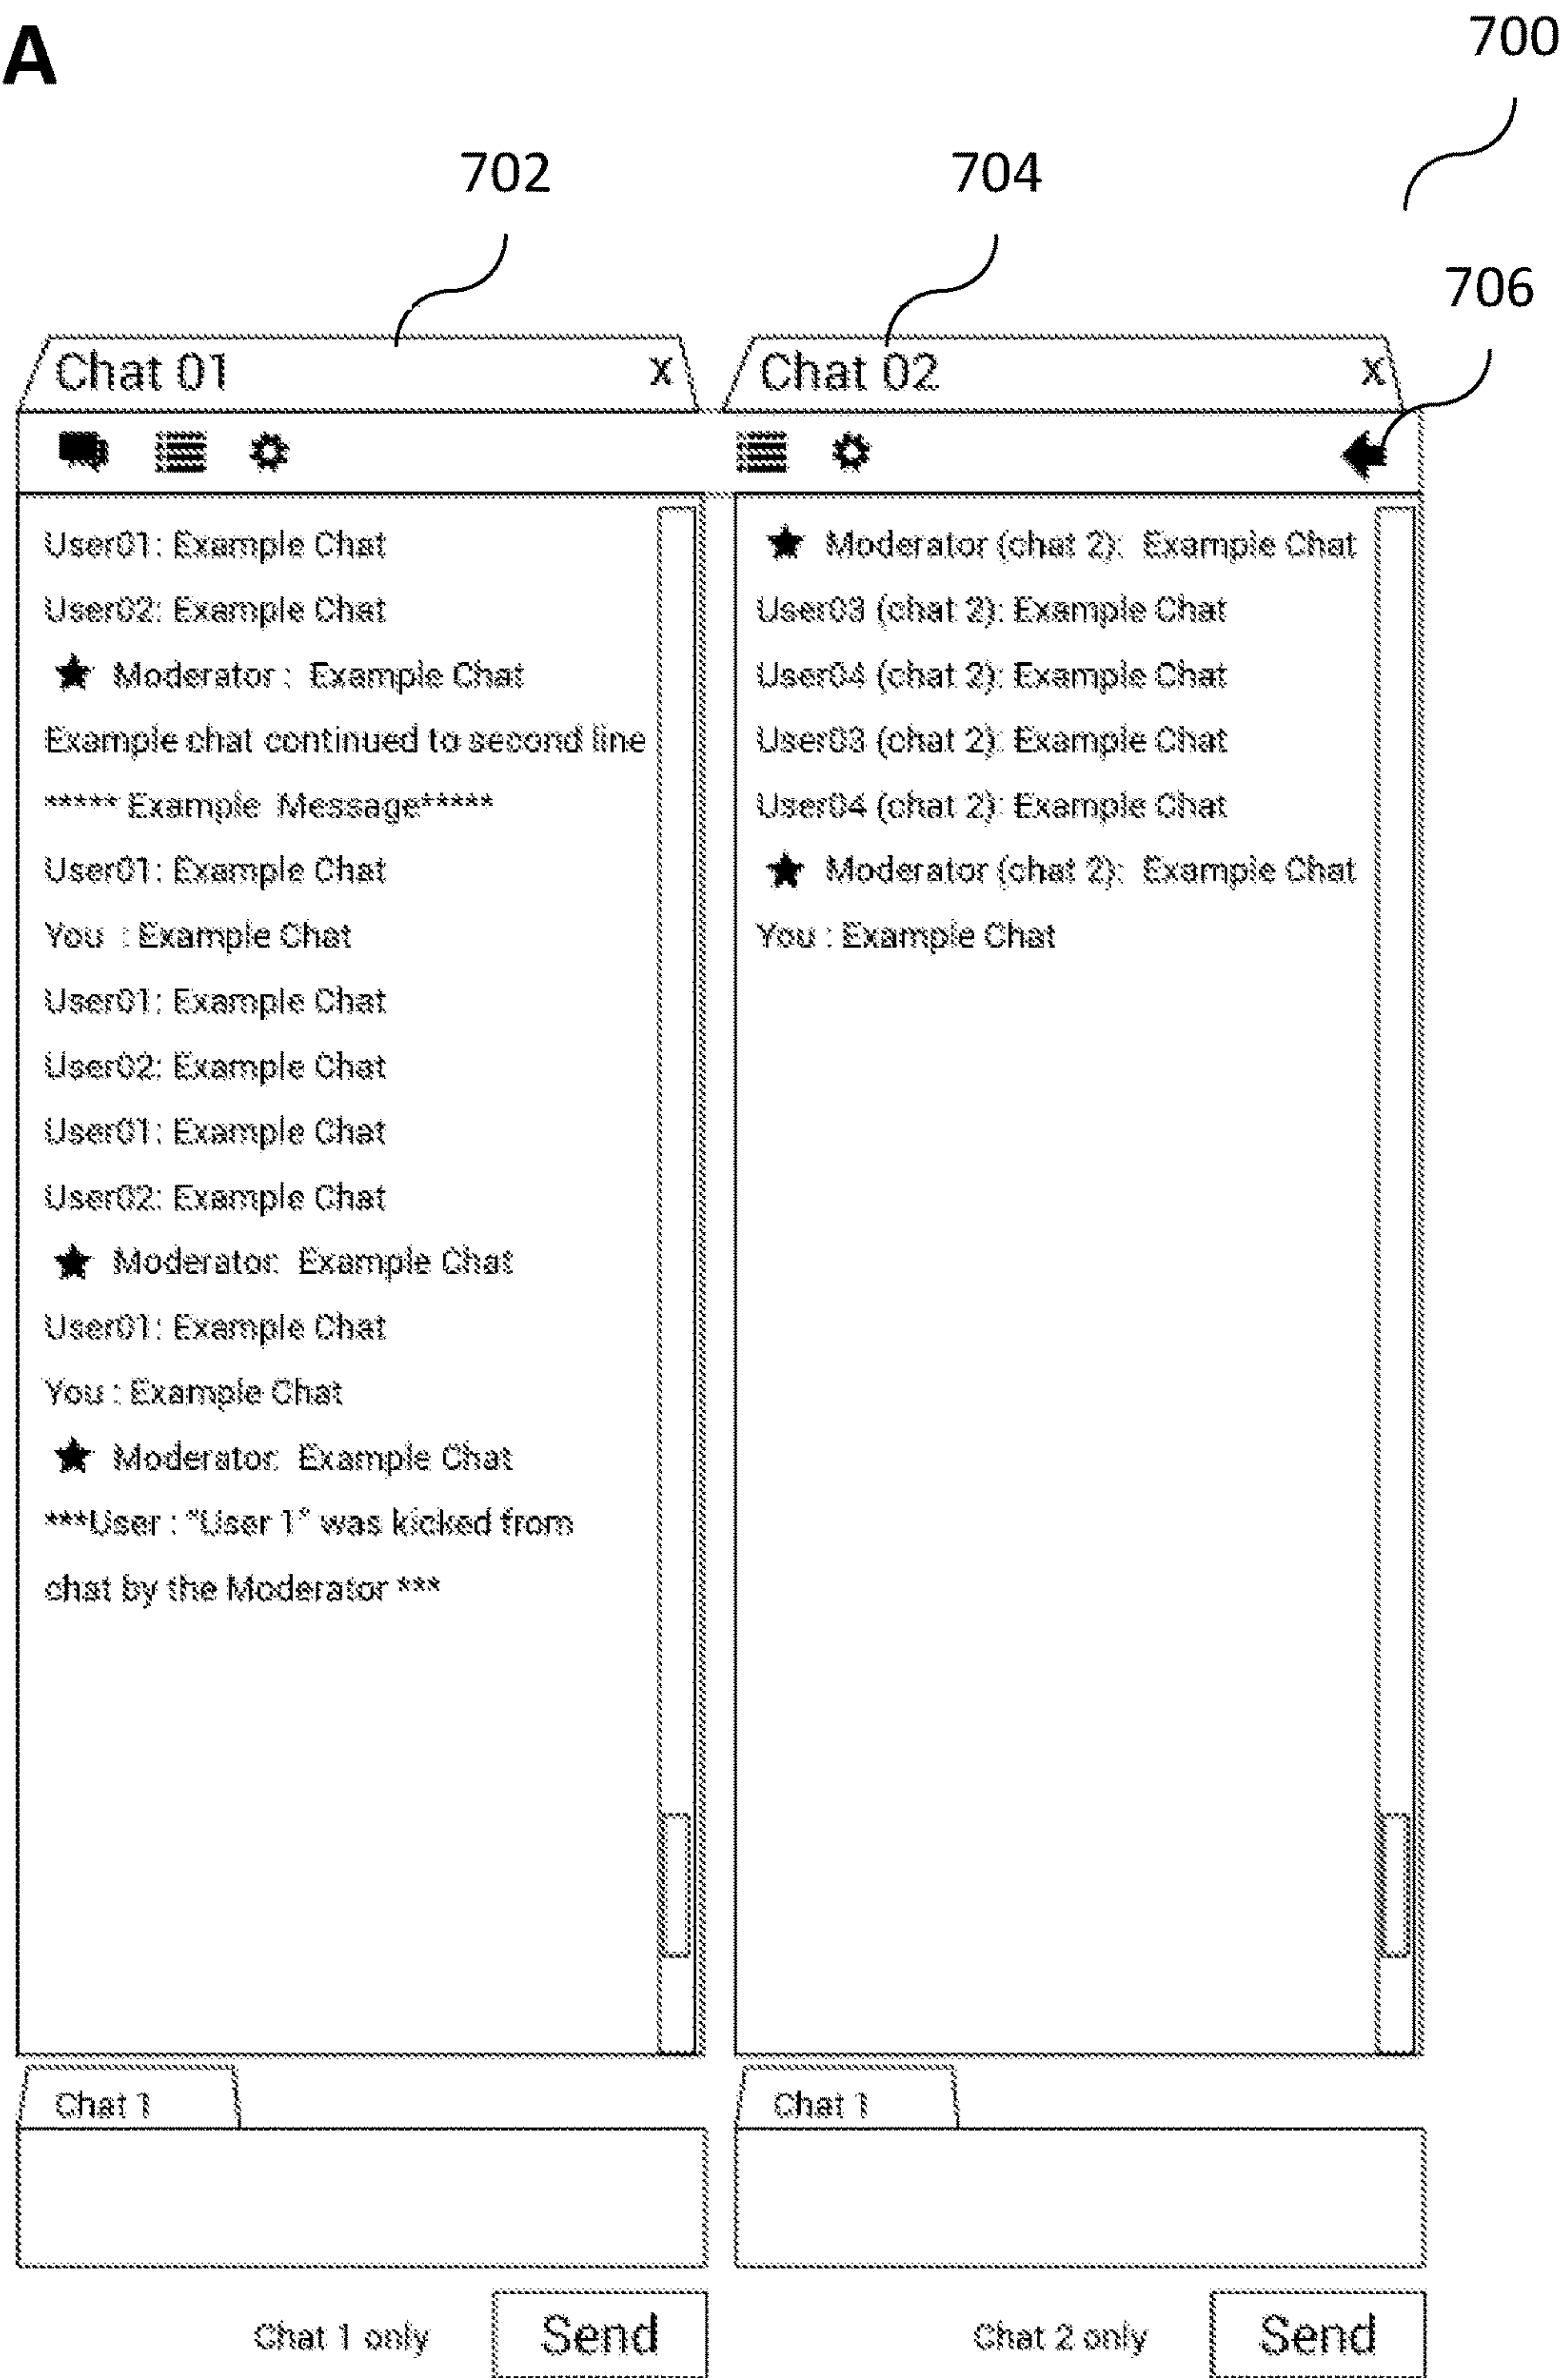 A
700
702
704
706
Chat 01 x
Chat 02 x
User01: Example Chat
User02: Example Chat
★ Moderator : Example Chat
Example chat continued to second line
***** Example Message*****
User01: Example Chat
You : Example Chat
User01: Example Chat
User02: Example Chat
User01: Example Chat
User02: Example Chat
★ Moderator: Example Chat
User01: Example Chat
You : Example Chat
★ Moderator: Example Chat
***User : "User 1" was kicked from
chat by the Moderator ***
★ Moderator (chat 2): Example Chat
User03 (chat 2): Example Chat
User04 (chat 2): Example Chat
User03 (chat 2): Example Chat
User04 (chat 2): Example Chat
★ Moderator (chat 2): Example Chat
You : Example Chat
Chat 1
Chat 1 only Send
Chat 1
Chat 2 only Send